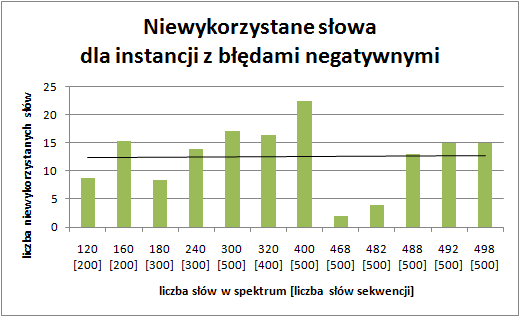 Niewykorzystane słowa
dla instancji z błędami negatywnymi
liczba niewykorzystanych słów
25
20
15
10
5
0
120 160 180 240 300 320 400 468 482 488 492 498
[200] [200] [300] [300] [500] [400] [500] [500] [500] [500] [500] [500]
liczba słów w spektrum [liczba słów sekwencji]